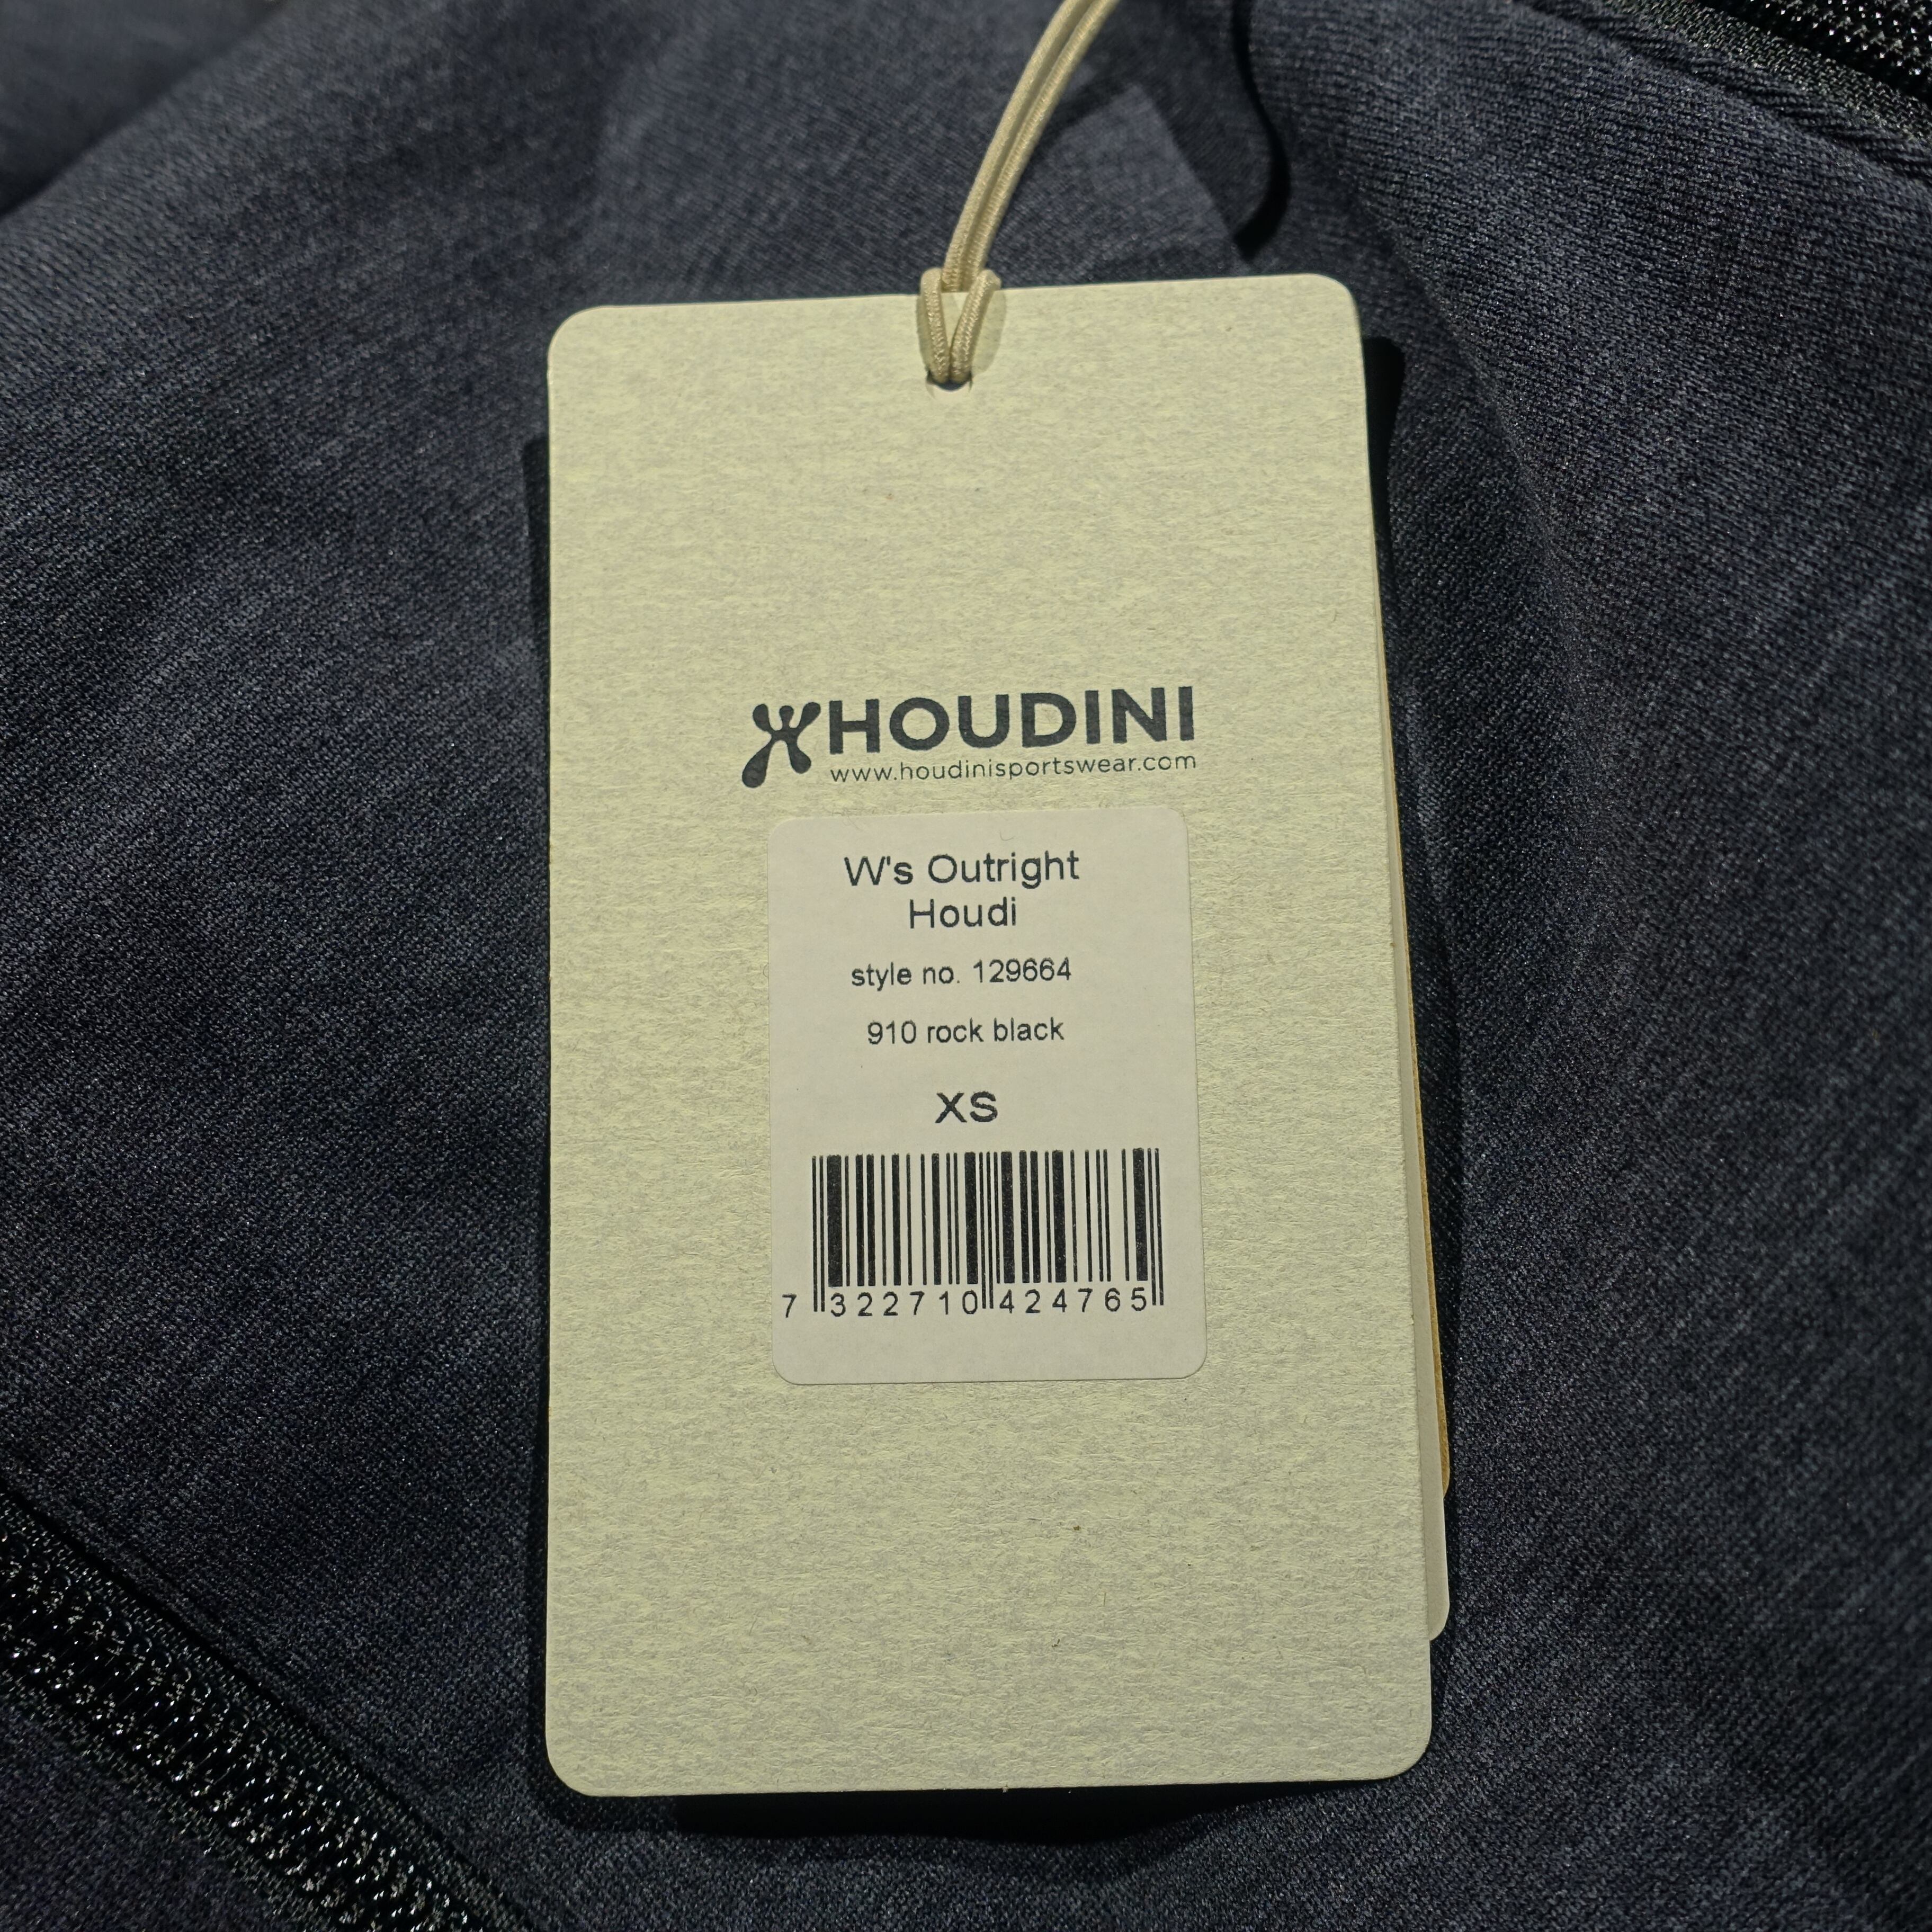 HOUDINI
www.houdinisportswear.com
W's Outright
Houdi
style no. 129664
910 rock black
XS
7 322710 424765